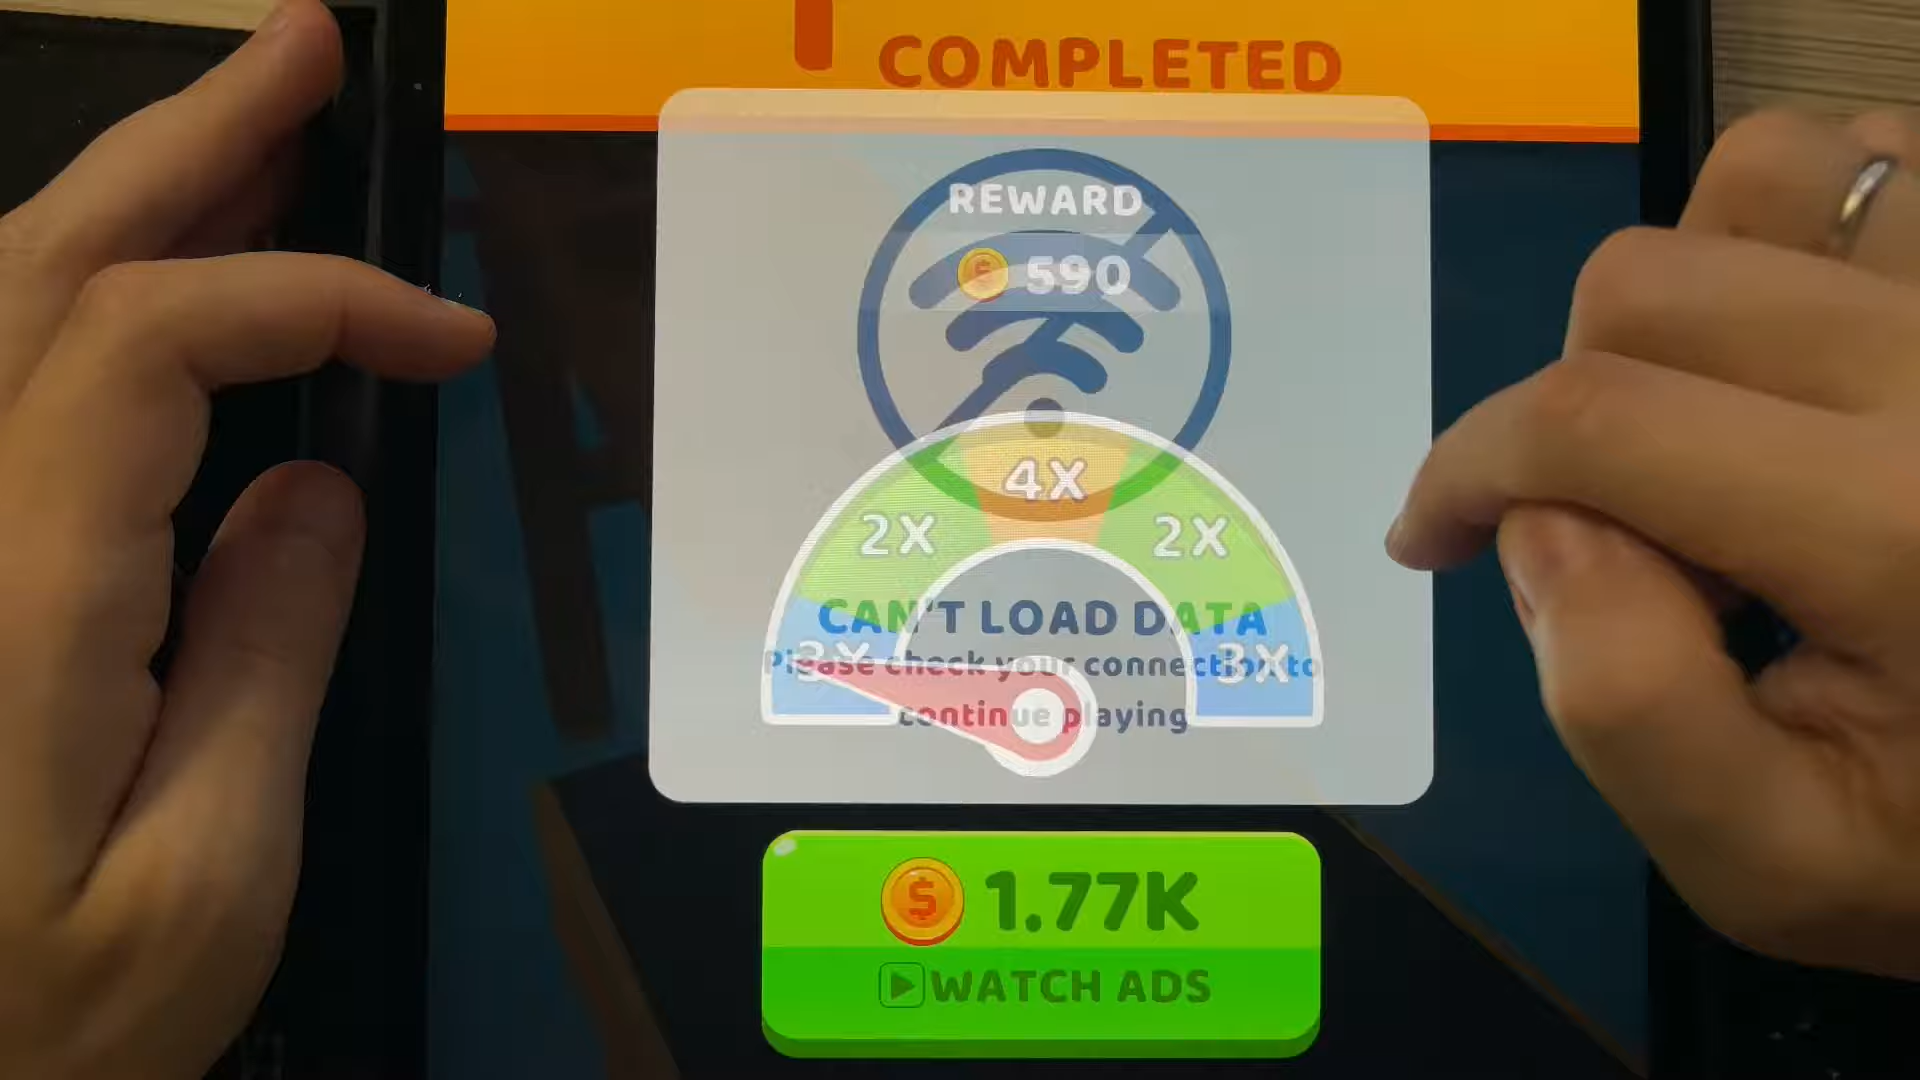 COMPLETED
REWARD
590
4X
2X
2X
CAN'T LOAD DATA
3X
3X
Please check your connection to
continue playing
1.77K
WATCH ADS